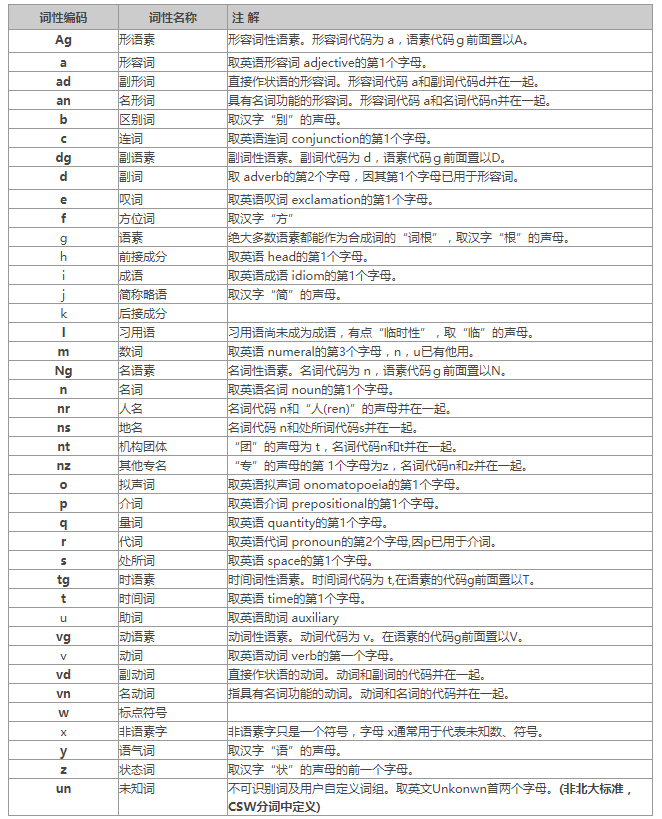 词性编码 词性名称 注 解
Ag 形语素 形容词性语素。形容词代码为 a，语素代码ｇ前面置以A。
a 形容词 取英语形容词 adjective的第1个字母。
ad 副形词 直接作状语的形容词。形容词代码 a和副词代码d并在一起。
an 名形词 具有名词功能的形容词。形容词代码 a和名词代码n并在一起。
b 区别词 取汉字“别”的声母。
c 连词 取英语连词 conjunction的第1个字母。
dg 副语素 副词性语素。副词代码为 d，语素代码ｇ前面置以D。
d 副词 取 adverb的第2个字母，因其第1个字母已用于形容词。
e 叹词 取英语叹词 exclamation的第1个字母。
f 方位词 取汉字“方”
g 语素 绝大多数语素都能作为合成词的“词根”，取汉字“根”的声母。
h 前接成分 取英语 head的第1个字母。
i 成语 取英语成语 idiom的第1个字母。
j 简称略语 取汉字“简”的声母。
k 后接成分
l 习用语 习用语尚未成为成语，有点“临时性”，取“临”的声母。
m 数词 取英语 numeral的第3个字母，n，u已有他用。
Ng 名语素 名词性语素。名词代码为 n，语素代码ｇ前面置以N。
n 名词 取英语名词 noun的第1个字母。
nr 人名 名词代码 n和“人(ren)”的声母并在一起。
ns 地名 名词代码 n和处所词代码s并在一起。
nt 机构团体 “团”的声母为 t，名词代码n和t并在一起。
nz 其他专名 “专”的声母的第 1个字母为z，名词代码n和z并在一起。
o 拟声词 取英语拟声词 onomatopoeia的第1个字母。
p 介词 取英语介词 prepositional的第1个字母。
q 量词 取英语 quantity的第1个字母。
r 代词 取英语代词 pronoun的第2个字母,因p已用于介词。
s 处所词 取英语 space的第1个字母。
tg 时语素 时间词性语素。时间词代码为 t,在语素的代码g前面置以T。
t 时间词 取英语 time的第1个字母。
u 助词 取英语助词 auxiliary
vg 动语素 动词性语素。动词代码为 v。在语素的代码g前面置以V。
v 动词 取英语动词 verb的第一个字母。
vd 副动词 直接作状语的动词。动词和副词的代码并在一起。
vn 名动词 指具有名词功能的动词。动词和名词的代码并在一起。
w 标点符号
x 非语素字 非语素字只是一个符号，字母 x通常用于代表未知数、符号。
y 语气词 取汉字“语”的声母。
z 状态词 取汉字“状”的声母的前一个字母。
un 未知词 不可识别词及用户自定义词组。取英文Unkonwn首两个字母。(非北大标准，
CSW分词中定义)